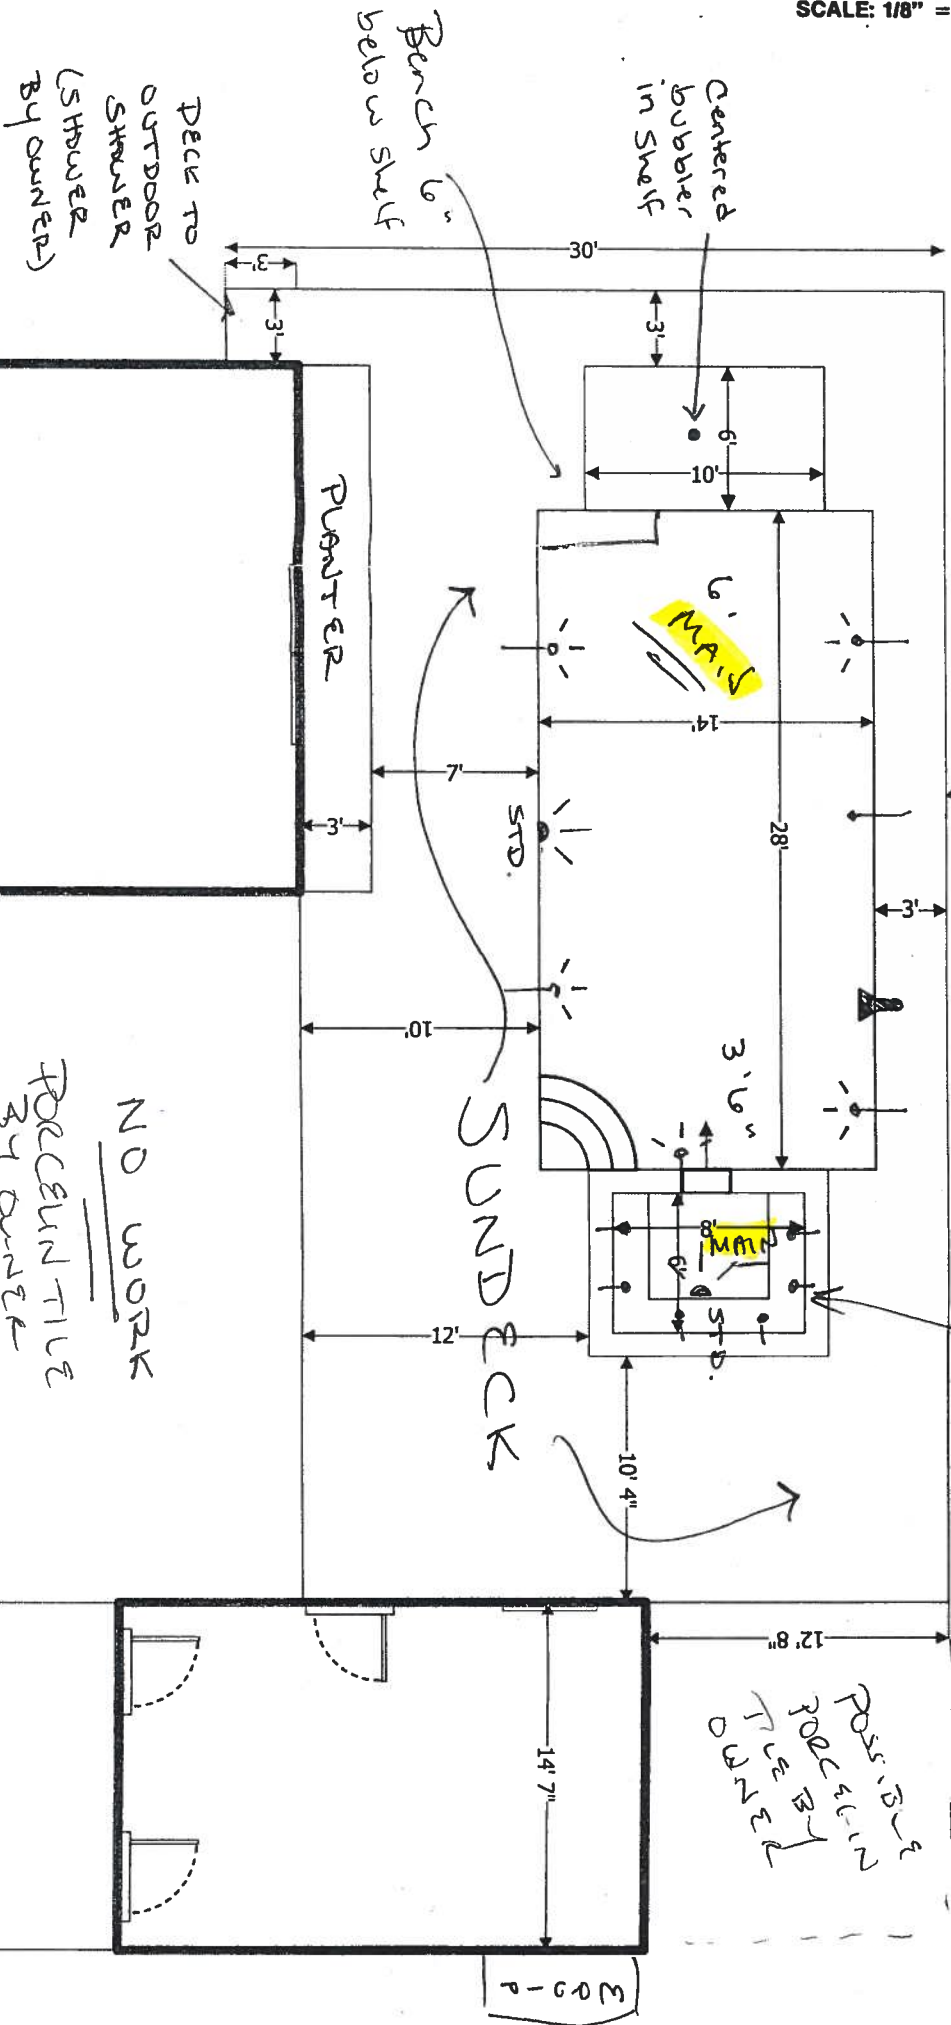 SCALE: 1/8" =
Centered
bubbler
in Shelf
Bench 6"
below shelf
DECK TO
OUTDOOR
SHOWER
(SHOWER
BY OWNER)
30'
3'
3'
3'
6'
10'
PLANTER
6'
MAIN
14'
28'
7'
3'
STD.
3'
10'
3'6"
SUNDECK
NO WORK
PORCELIN TILE
BY OWNER
8'
MAIN
6'
STD.
12'
10' 4"
12' 8"
POSSIBLE
PORCELIN
TILE BY
OWNER
14' 7"
EQUIP